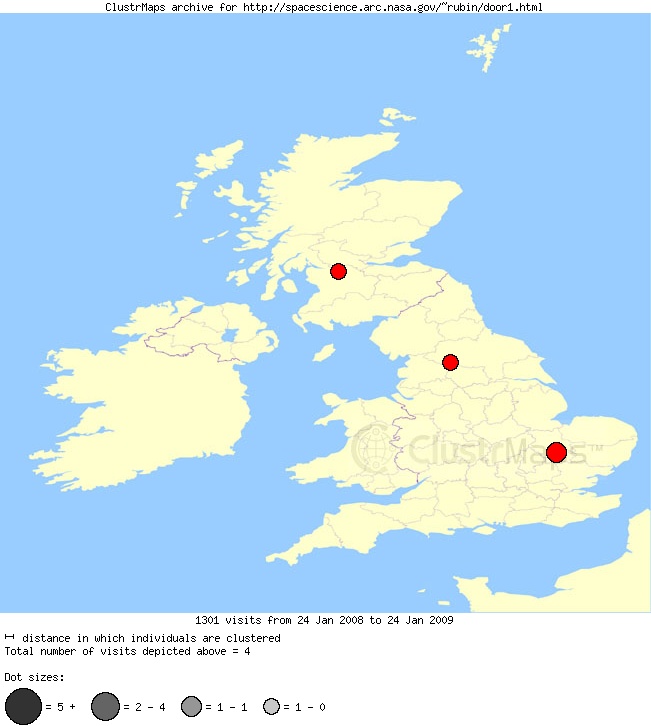 ClustrMaps archive for http://spacescience.arc.nasa.gov/~rubin/door1.html
ClustrMaps™
1301 visits from 24 Jan 2008 to 24 Jan 2009
distance in which individuals are clustered
Total number of visits depicted above = 4
Dot sizes:
= 5 + = 2 - 4 = 1 - 1 = 1 - 0